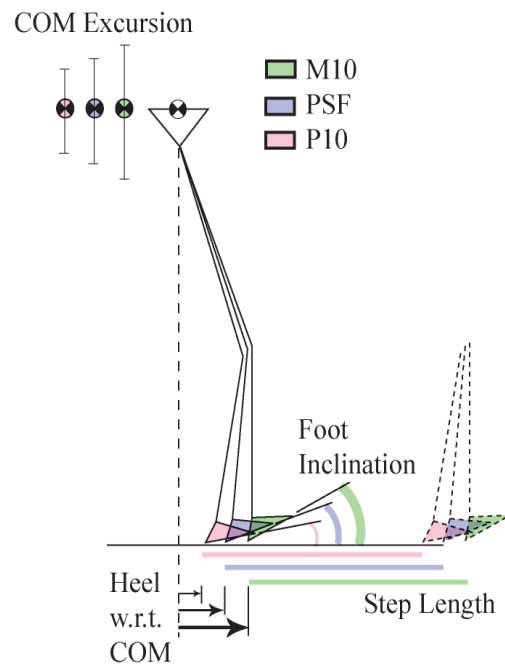 COM Excursion
M10
PSF
P10
Foot
Inclination
Heel
w.r.t.
COM
Step Length